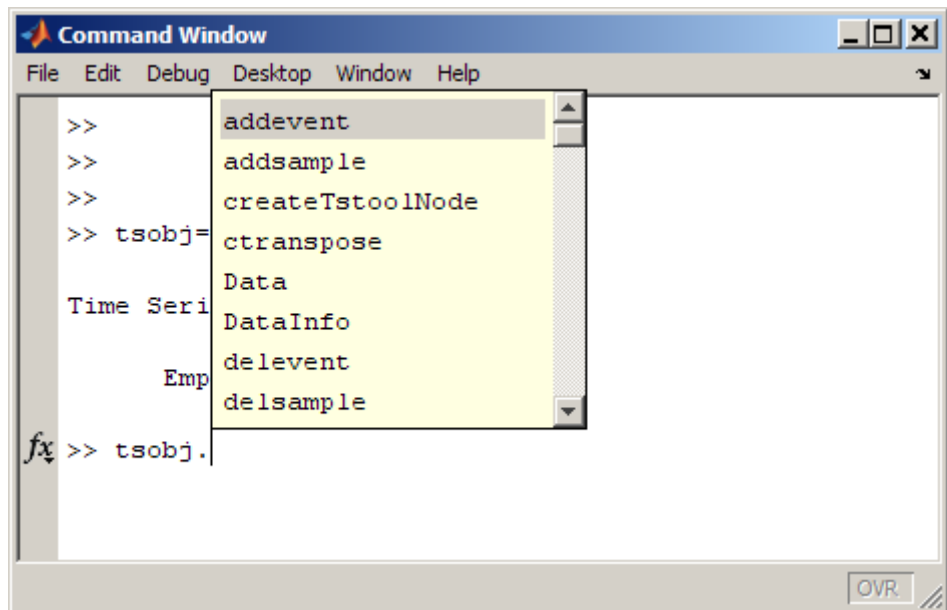 Command Window
File Edit Debug Desktop Window Help
>>
>>
>>
>> tsobj=
Time Seri
Emp
fx >> tsobj.
addevent
addsample
createTstoolNode
ctranspose
Data
DataInfo
delevent
delsample
OVR